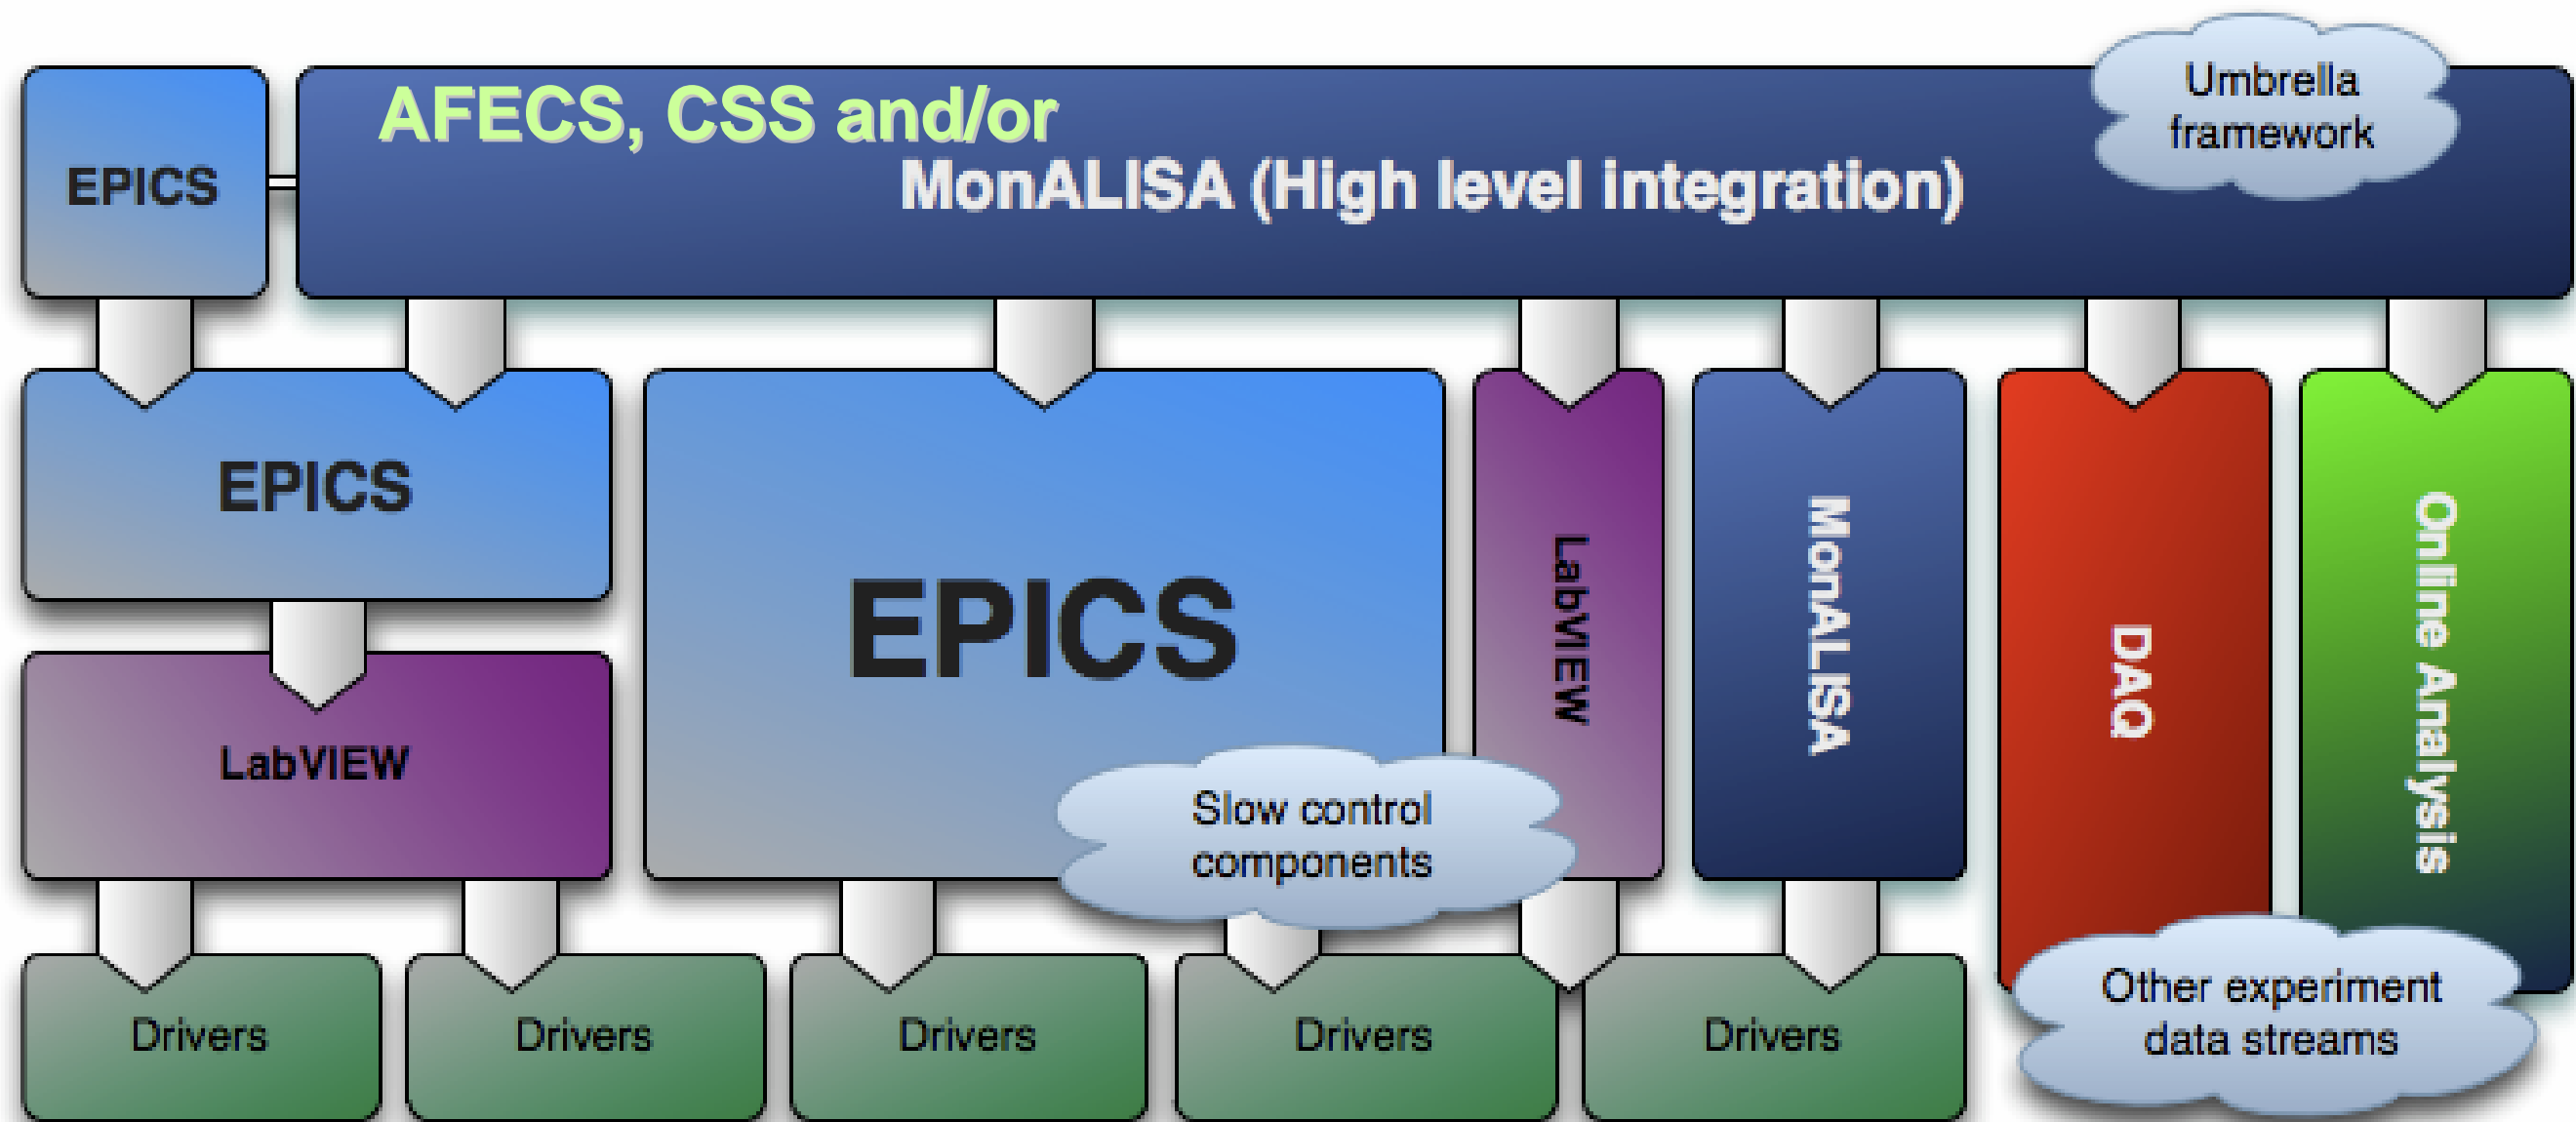 AFECS, CSS and/or
Umbrella
framework
EPICS
MonALISA (High level integration)
EPICS
EPICS
LabVIEW
MonALISA
DAQ
Online Analysis
LabVIEW
Slow control
components
Other experiment
data streams
Drivers
Drivers
Drivers
Drivers
Drivers